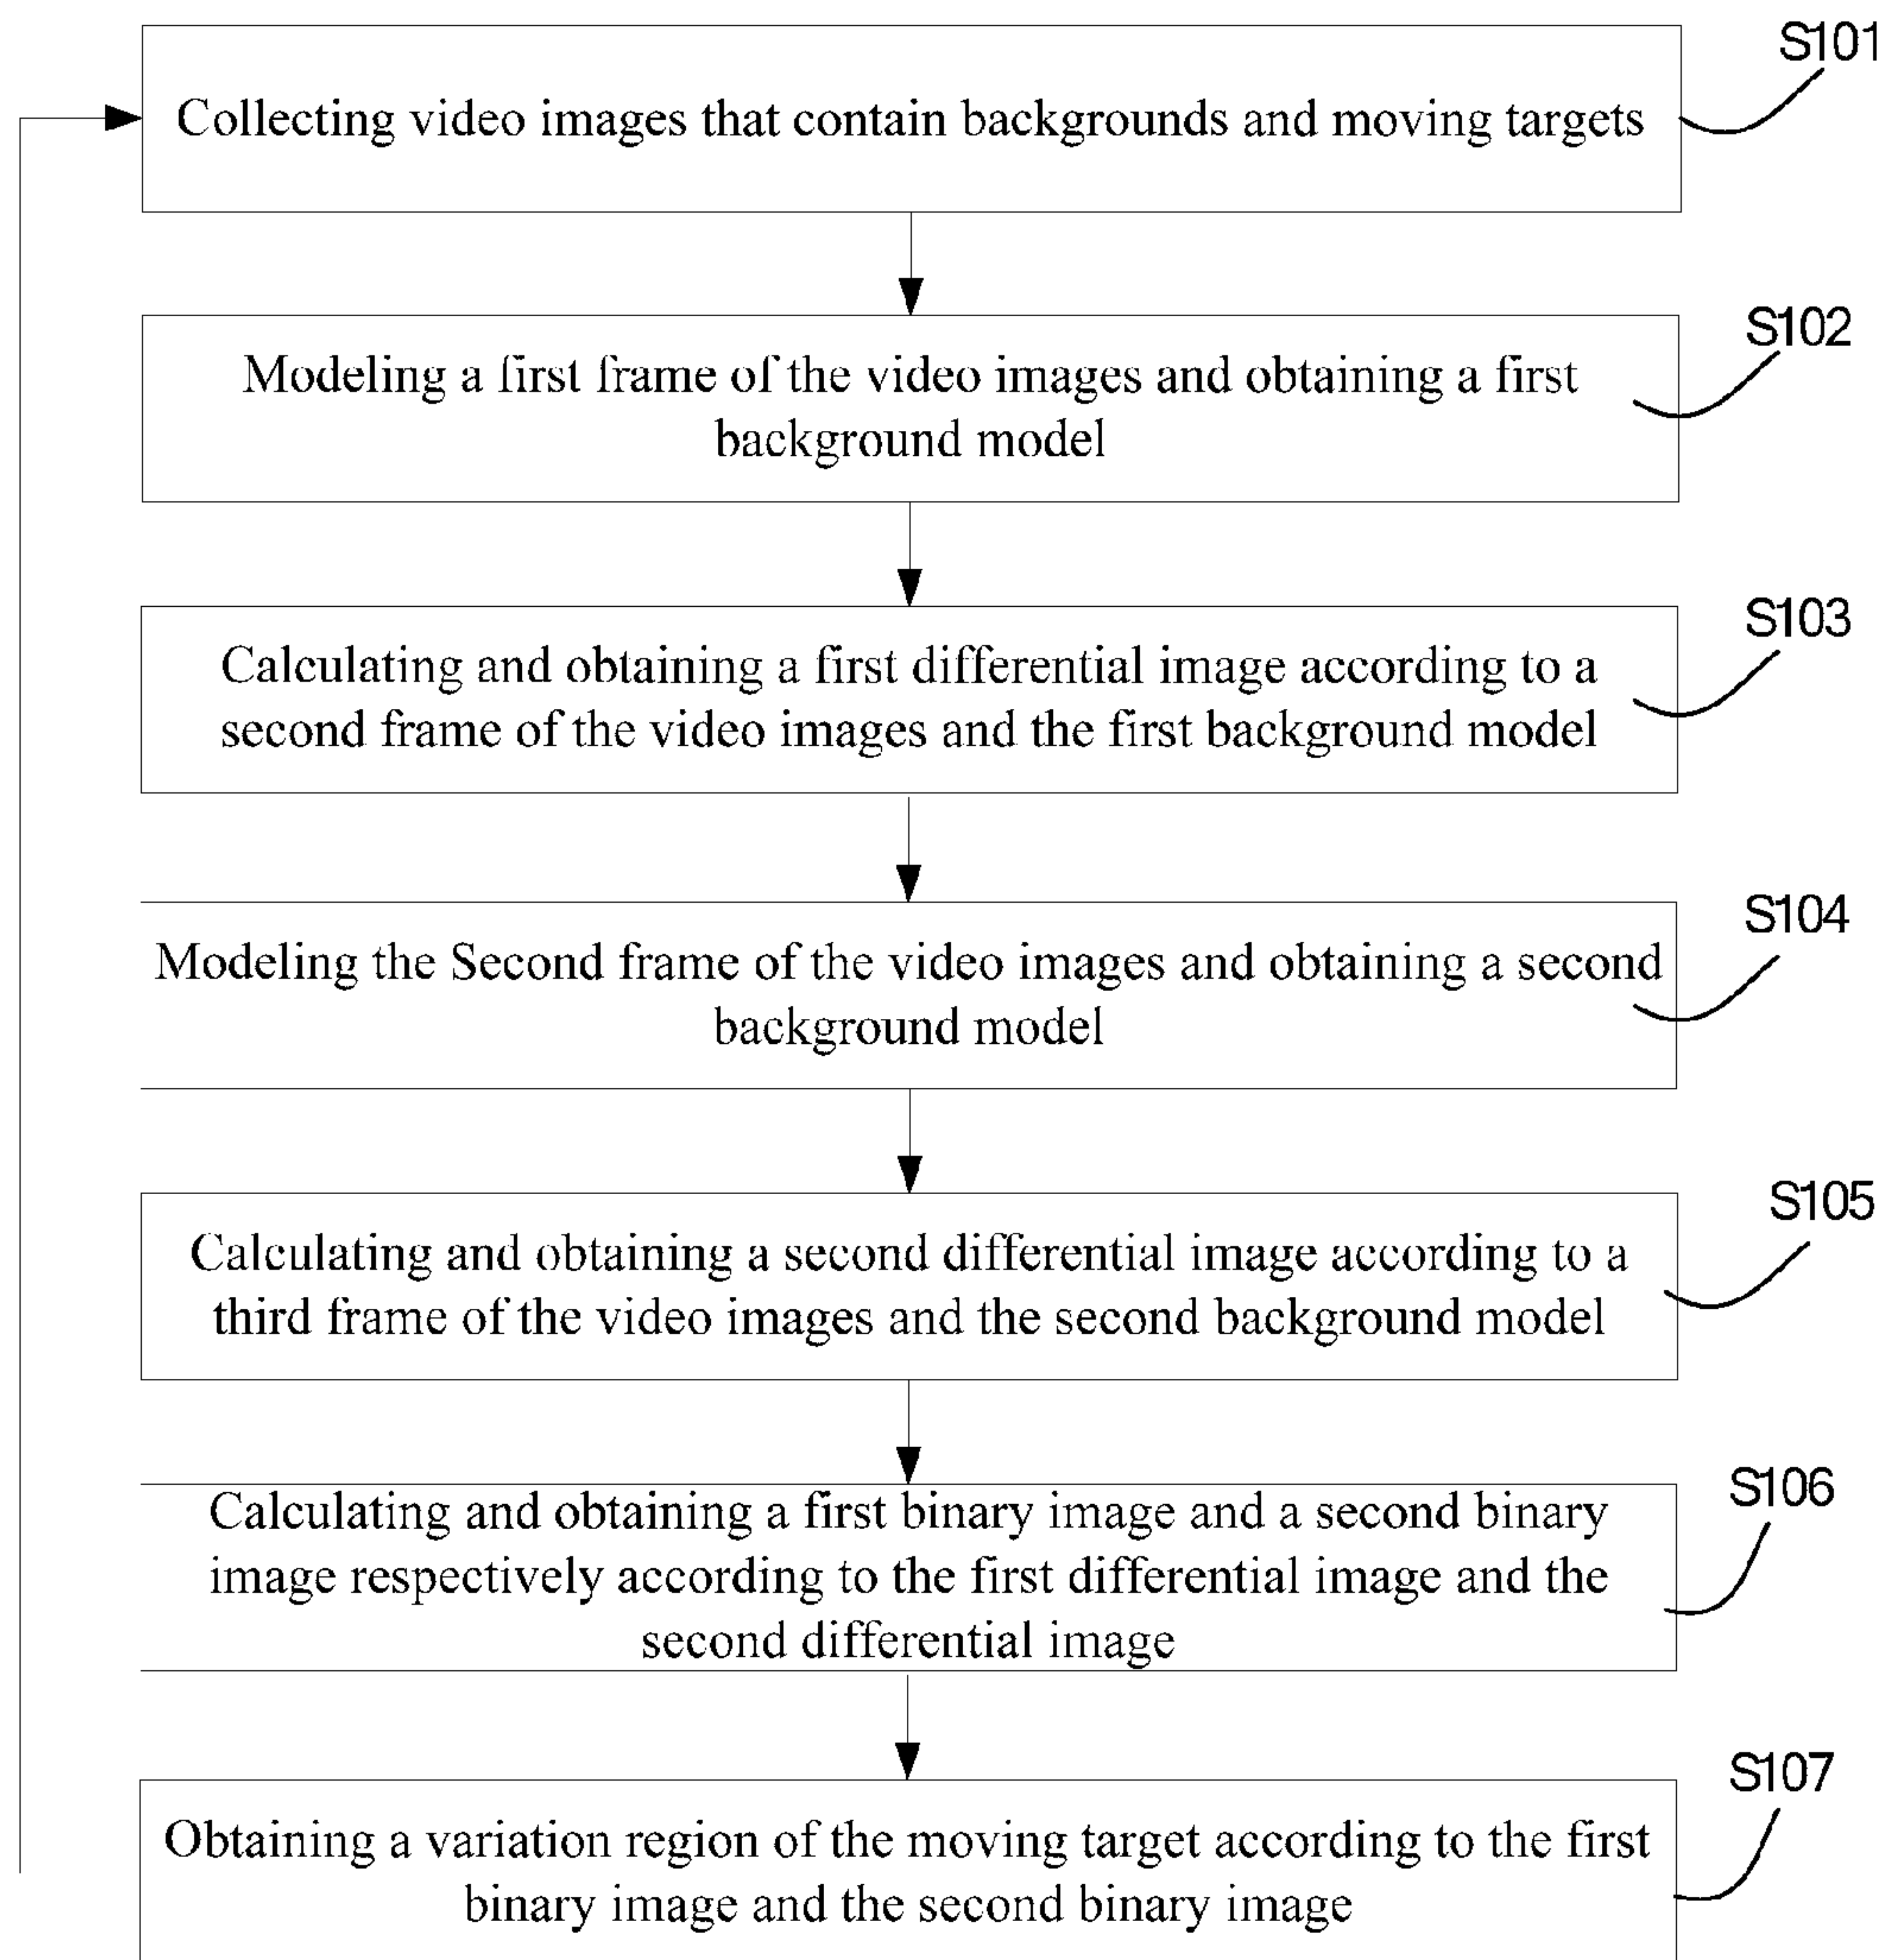 S101
Collecting video images that contain backgrounds and moving targets
S102
Modeling a first frame of the video images and obtaining a first
background model
S103
Calculating and obtaining a first differential image according to a
second frame of the video images and the first background model
S104
Modeling the Second frame of the video images and obtaining a second
background model
S105
Calculating and obtaining a second differential image according to a
third frame of the video images and the second background model
S106
Calculating and obtaining a first binary image and a second binary
image respectively according to the first differential image and the
second differential image
S107
Obtaining a variation region of the moving target according to the first
binary image and the second binary image